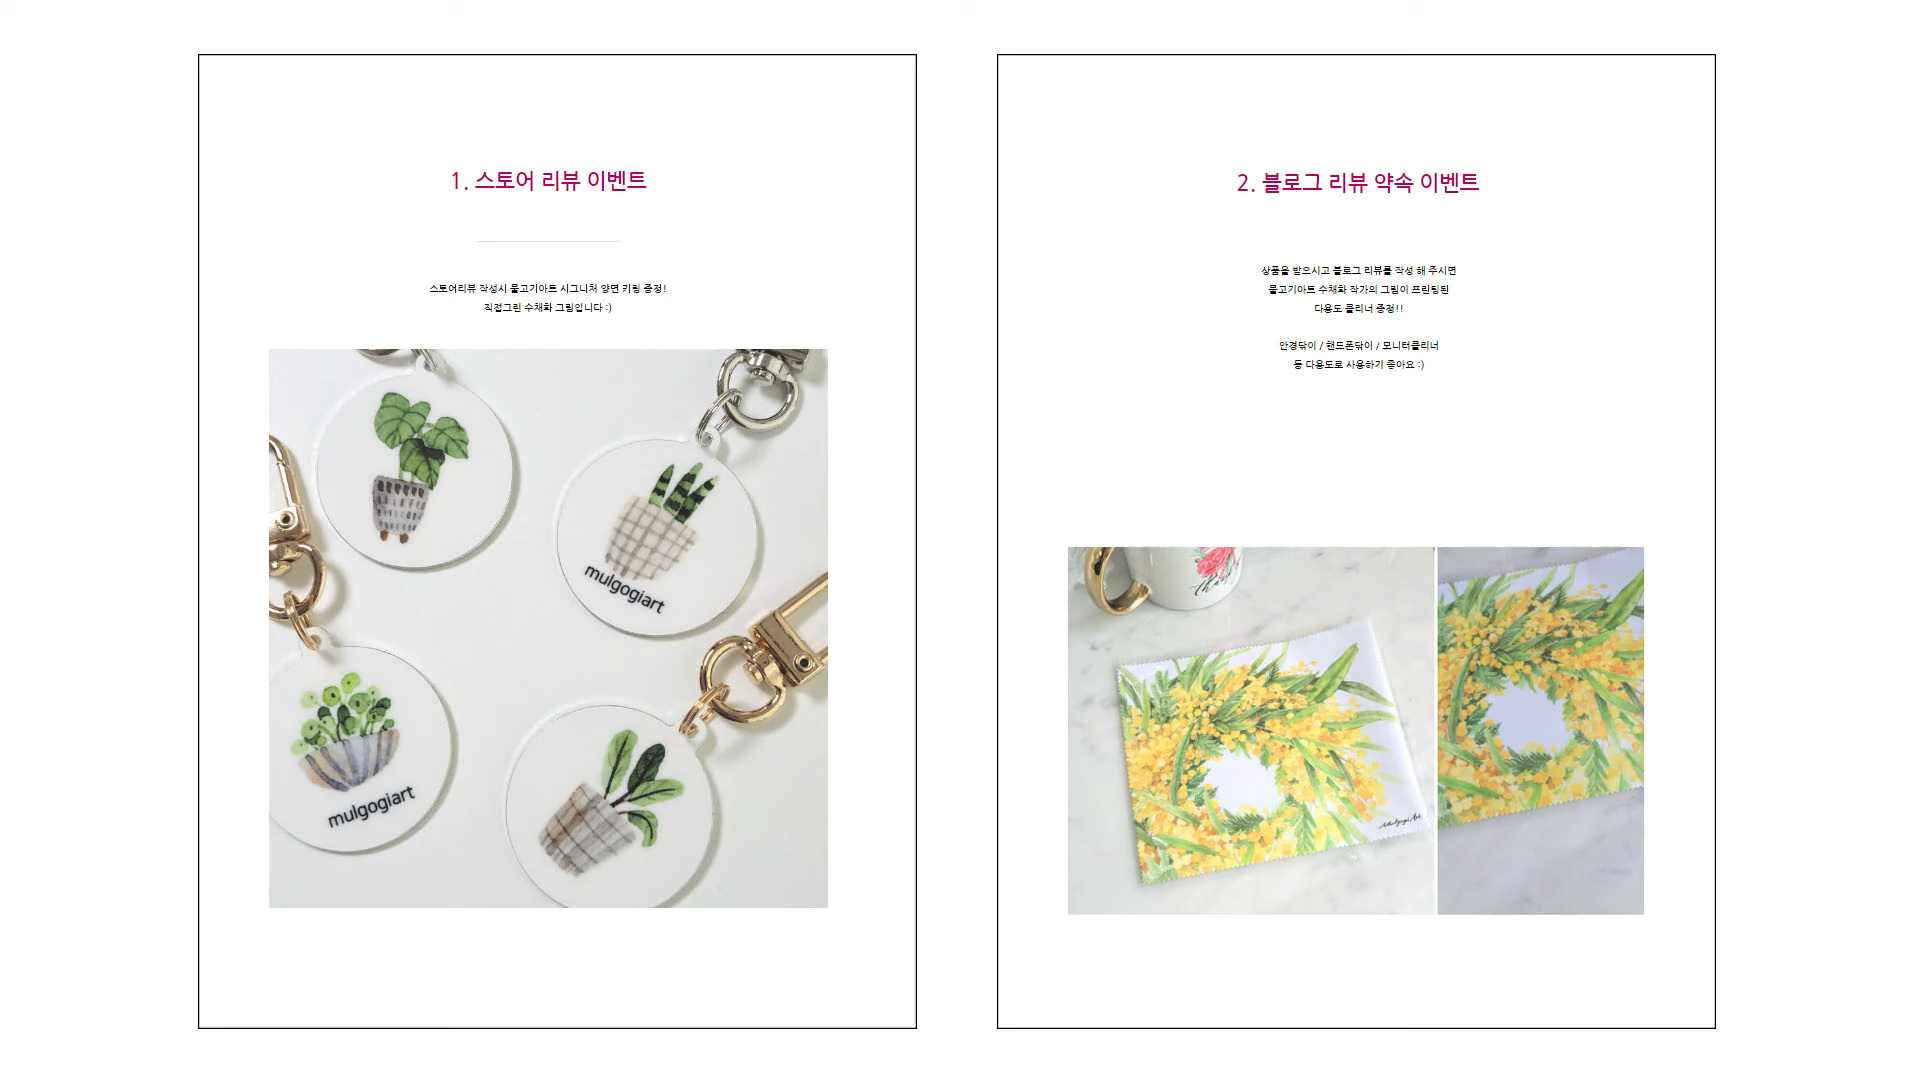 1. 스토어 리뷰 이벤트
스토어리뷰 작성시 물고기아트 시그니처 양면 키링 증정!
직접그린 수채화 그림입니다 :)
mulgogiart
mulgogiart
2. 블로그 리뷰 약속 이벤트
상품을 받으시고 블로그 리뷰를 작성 해 주시면
물고기아트 수채화 작가의 그림이 프린팅된
다용도 클리너 증정!!
안경닦이 / 핸드폰닦이 / 모니터클리너
등 다용도로 사용하기 좋아요 :)